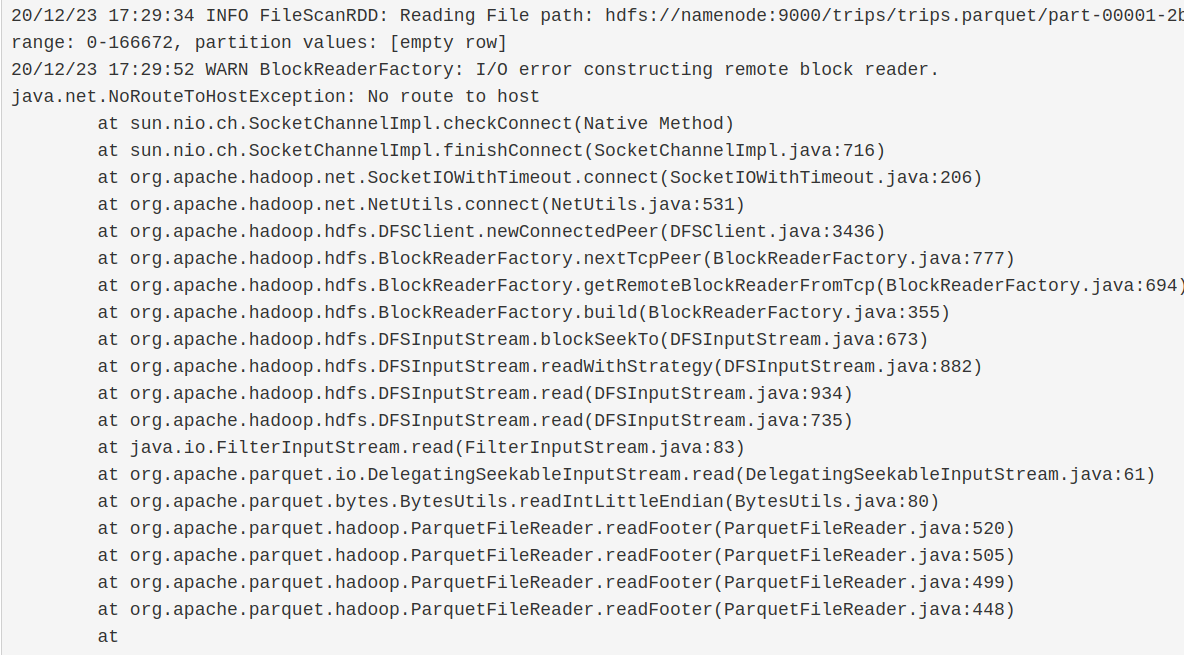 20/12/23 17:29:34 INFO FileScanRDD: Reading File path: hdfs://namenode:9000/trips/trips.parquet/part-00001-2b
range: 0-166672, partition values: [empty row]
20/12/23 17:29:52 WARN BlockReaderFactory: I/O error constructing remote block reader.
java.net.NoRouteToHostException: No route to host
at sun.nio.ch.SocketChannelImpl.checkConnect(Native Method)
at sun.nio.ch.SocketChannelImpl.finishConnect(SocketChannelImpl.java:716)
at org.apache.hadoop.net.SocketIOWithTimeout.connect(SocketIOWithTimeout.java:206)
at org.apache.hadoop.net.NetUtils.connect(NetUtils.java:531)
at org.apache.hadoop.hdfs.DFSClient.newConnectedPeer(DFSClient.java:3436)
at org.apache.hadoop.hdfs.BlockReaderFactory.nextTcpPeer(BlockReaderFactory.java:777)
at org.apache.hadoop.hdfs.BlockReaderFactory.getRemoteBlockReaderFromTcp(BlockReaderFactory.java:694)
at org.apache.hadoop.hdfs.BlockReaderFactory.build(BlockReaderFactory.java:355)
at org.apache.hadoop.hdfs.DFSInputStream.blockSeekTo(DFSInputStream.java:673)
at org.apache.hadoop.hdfs.DFSInputStream.readWithStrategy(DFSInputStream.java:882)
at org.apache.hadoop.hdfs.DFSInputStream.read(DFSInputStream.java:934)
at org.apache.hadoop.hdfs.DFSInputStream.read(DFSInputStream.java:735)
at java.io.FilterInputStream.read(FilterInputStream.java:83)
at org.apache.parquet.io.DelegatingSeekableInputStream.read(DelegatingSeekableInputStream.java:61)
at org.apache.parquet.bytes.BytesUtils.readIntLittleEndian(BytesUtils.java:80)
at org.apache.parquet.hadoop.ParquetFileReader.readFooter(ParquetFileReader.java:520)
at org.apache.parquet.hadoop.ParquetFileReader.readFooter(ParquetFileReader.java:505)
at org.apache.parquet.hadoop.ParquetFileReader.readFooter(ParquetFileReader.java:499)
at org.apache.parquet.hadoop.ParquetFileReader.readFooter(ParquetFileReader.java:448)
at